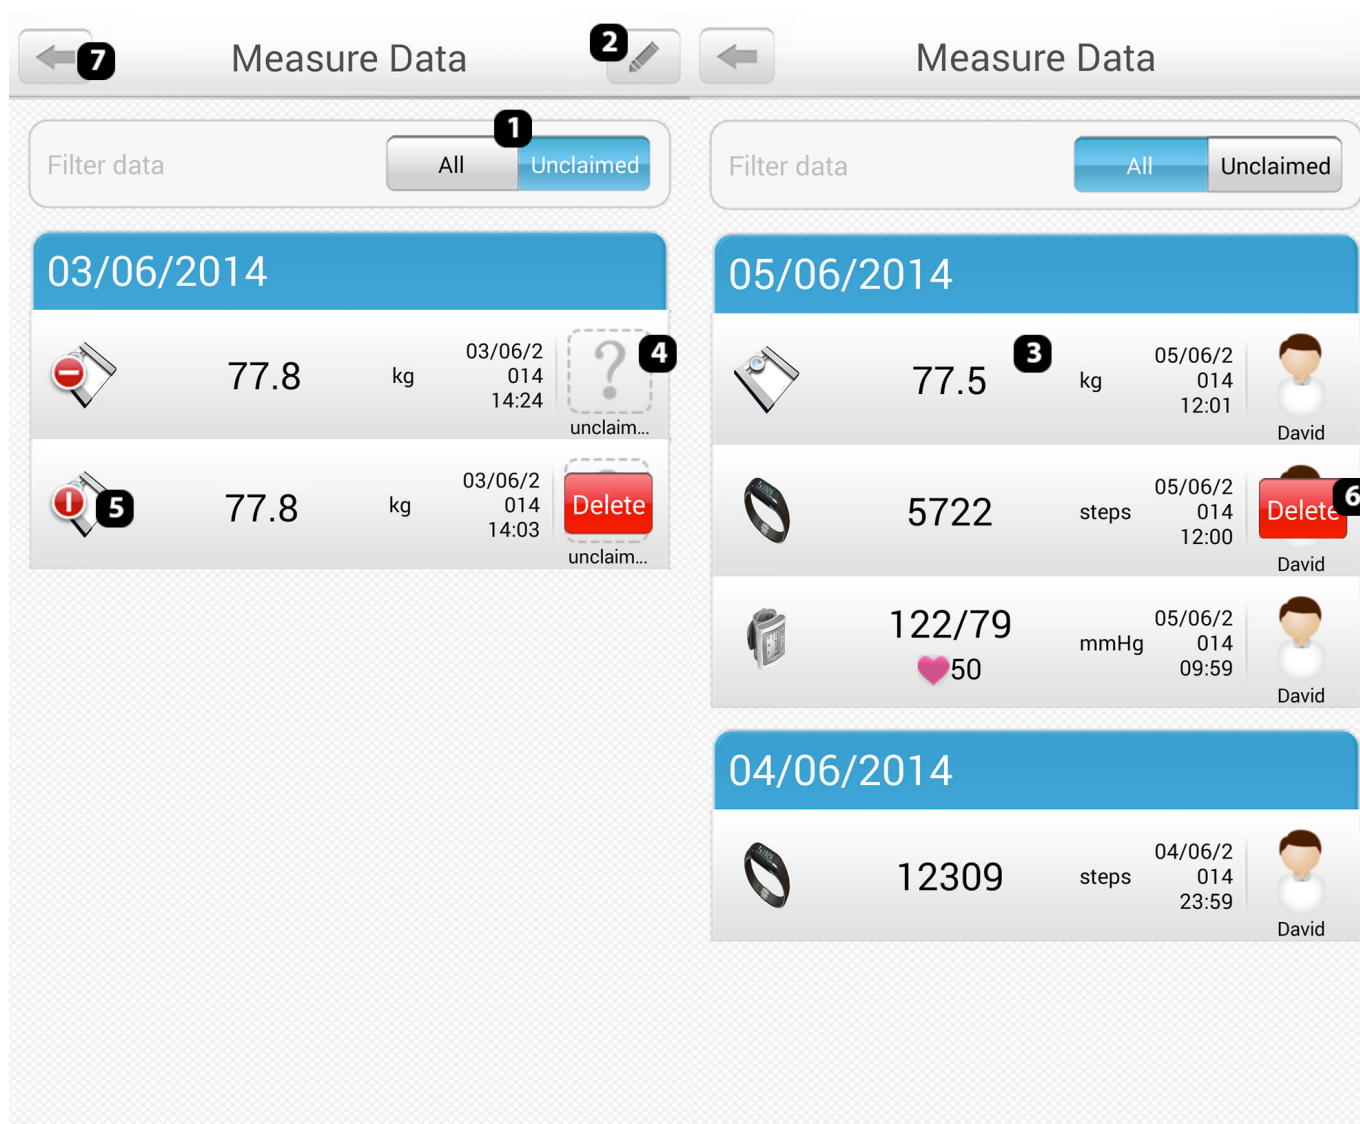 7
Measure Data
2
1
Filter data
All
Unclaimed
03/06/2014
77.8
kg
03/06/2
014
14:24
?
4
unclaim...
5
77.8
kg
03/06/2
014
14:03
Delete
unclaim...
Measure Data
Filter data
All
Unclaimed
05/06/2014
77.5
3
kg
05/06/2
014
12:01
David
5722
steps
05/06/2
014
12:00
Delete
6
David
122/79
50
mmHg
05/06/2
014
09:59
David
04/06/2014
12309
steps
04/06/2
014
23:59
David